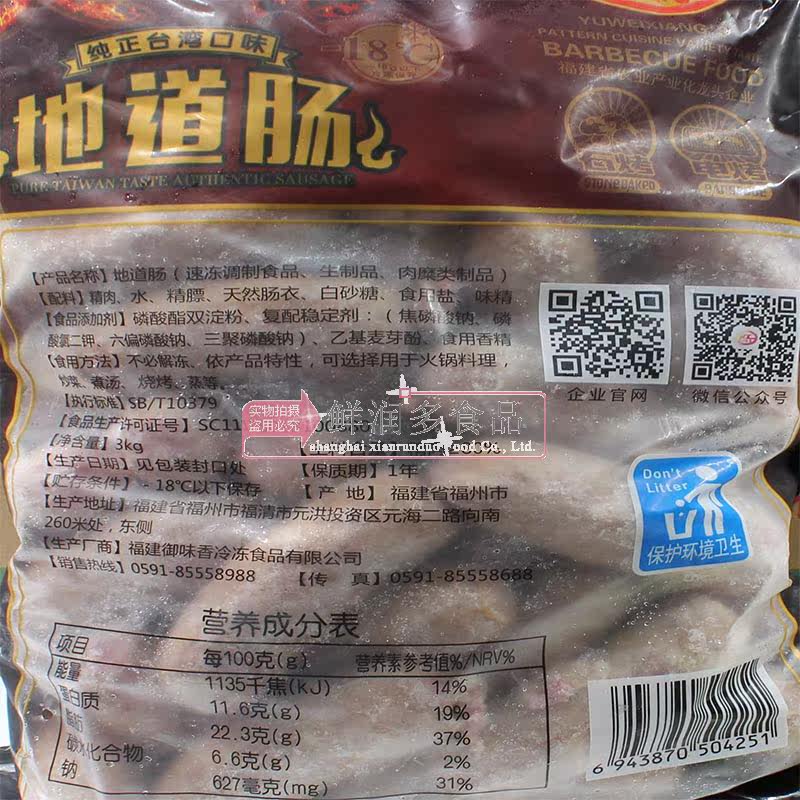 纯正台湾口味
-18℃
YUWEIXIANG
PATTERN CUISINE VARIETY
BARBECUE FOOD
地道肠
PURE TAIWAN TASTE AUTHENTIC SAUSAGE
石烤
STONEBAKED
电烤
【产品名称】地道肠（速冻调制食品、生制品、肉糜类制品）
【配料】精肉、水、精膘、天然肠衣、白砂糖、食用盐、味精
【食品添加剂】磷酸酯双淀粉、复配稳定剂：（焦磷酸钠、磷
酸氢二钾、六偏磷酸钠、三聚磷酸钠）、乙基麦芽酚、食用香精
【食用方法】不必解冻、依产品特性，可选择用于火锅料理，
炒菜、煮汤、烧烤、蒸等。
【执行标准】SB/T10379
【食品生产许可证号】SC11
【净含量】3kg
【生产日期】见包装封口处 【保质期】1年
【贮存条件】-18℃以下保存 【产 地】福建省福州市
【生产地址】福建省福州市福清市元洪投资区元海二路向南
260米处，东侧
【生产厂商】福建御味香冷冻食品有限公司
【销售热线】0591-85558988 【传 真】0591-85558688
企业官网
微信公众号
实物拍摄
盗用必究
鲜润多食品
shanghai xianrunduo Food Co., Ltd.
Don't
Litter
保护环境卫生
营养成分表
项目 每100克(g) 营养素参考值%/NRV%
能量 1135千焦(kJ) 14%
蛋白质 11.6克(g) 19%
脂肪 22.3克(g) 37%
碳水化合物 6.6克(g) 2%
钠 627毫克(mg) 31%
6 943870 504251